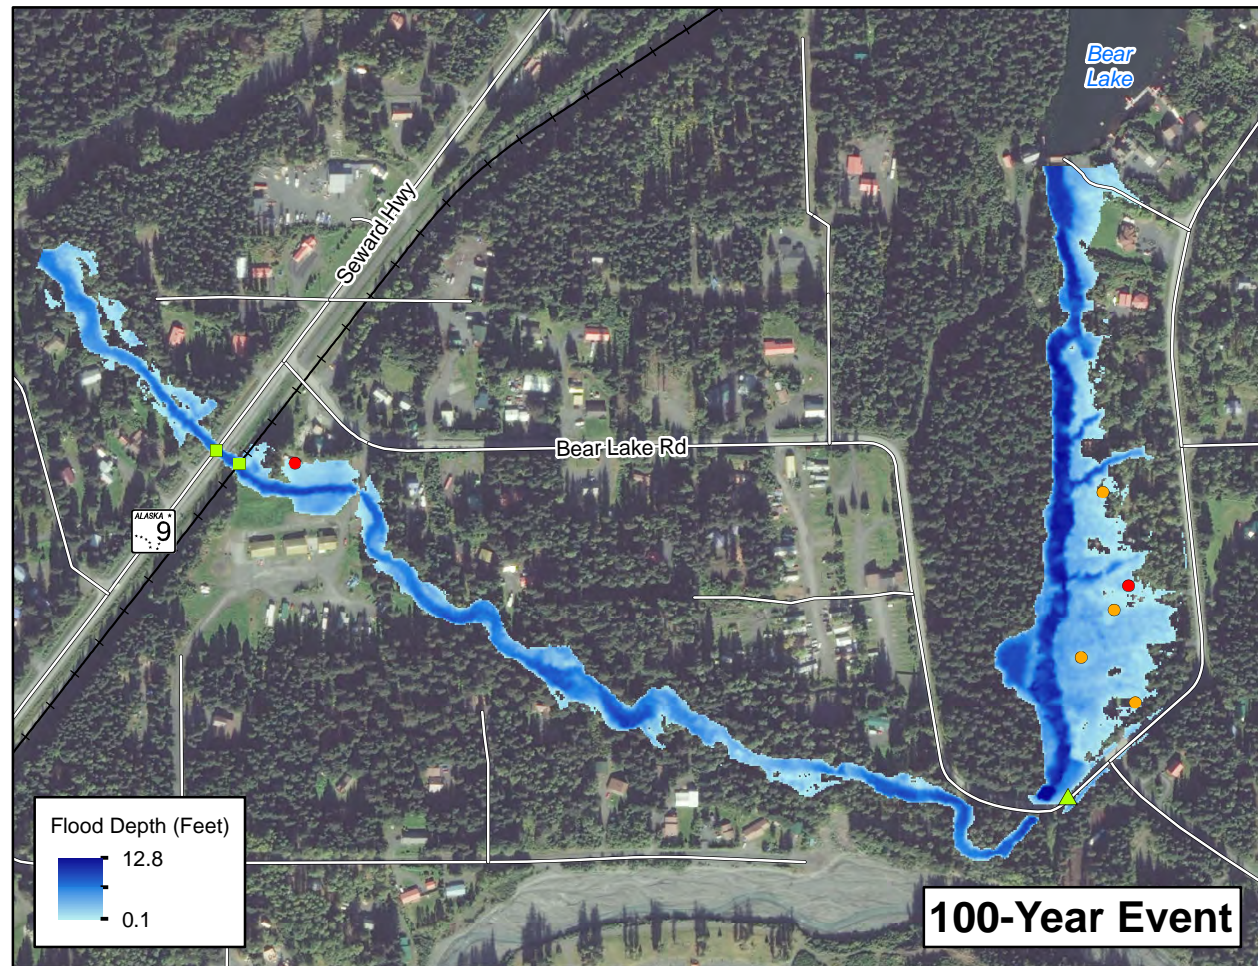 Bear
Lake
Seward Hwy
Bear Lake Rd
ALASKA
9
Flood Depth (Feet)
12.8
0.1
100-Year Event